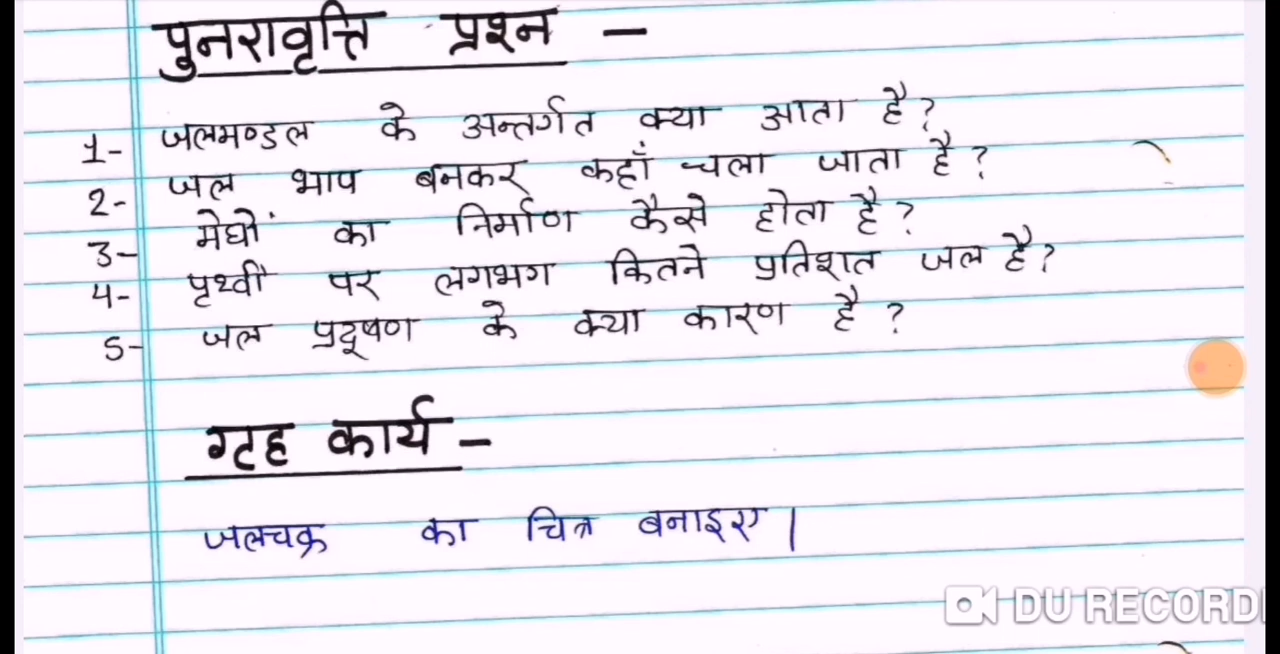 पुनरावृत्ति प्रश्न –
1- जलमण्डल के अन्तर्गत क्या आता है?
2- जल भाप बनकर कहाँ चला जाता है?
3- मेघों का निर्माण कैसे होता है?
4- पृथ्वी पर लगभग कितने प्रतिशत जल है?
5- जल प्रदूषण के क्या कारण है?
गृह कार्य –
जलचक्र का चित्र बनाइए।
DU RECORD